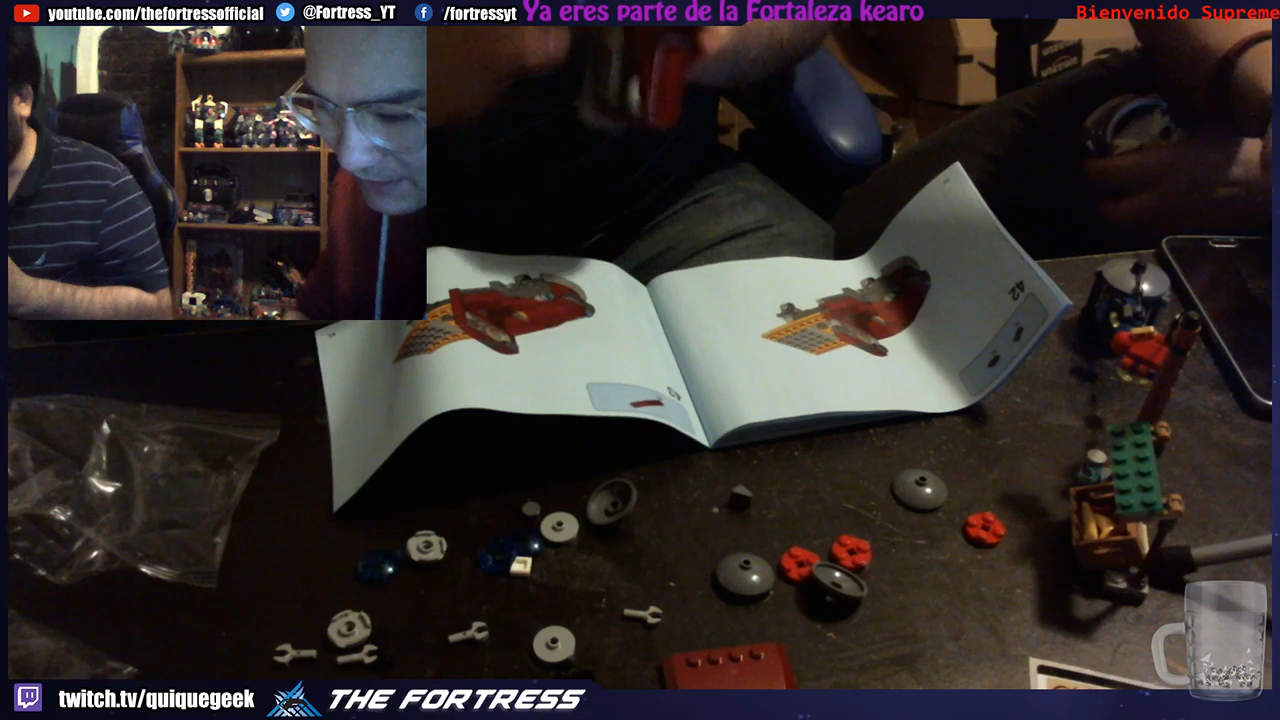 youtube.com/thefortressofficial
@Fortress_YT
/fortressyt
Ya eres parte de la Fortaleza kearo
Bienvenido Supreme
42
twitch.tv/quiquegeek
THE FORTRESS